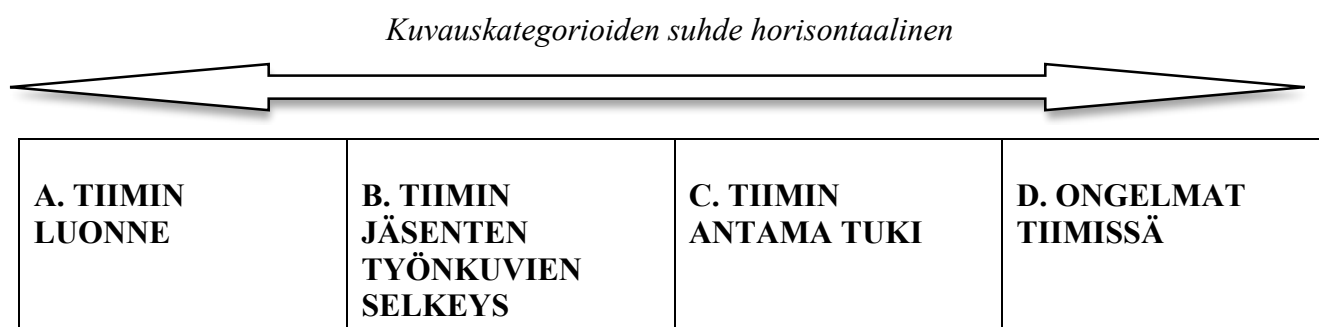 Kuvauskategorioiden suhde horisontaalinen
A. TIIMIN
LUONNE
B. TIIMIN
JÄSENTEN
TYÖNKUVIEN
SELKEYS
C. TIIMIN
ANTAMA TUKI
D. ONGELMAT
TIIMISSÄ